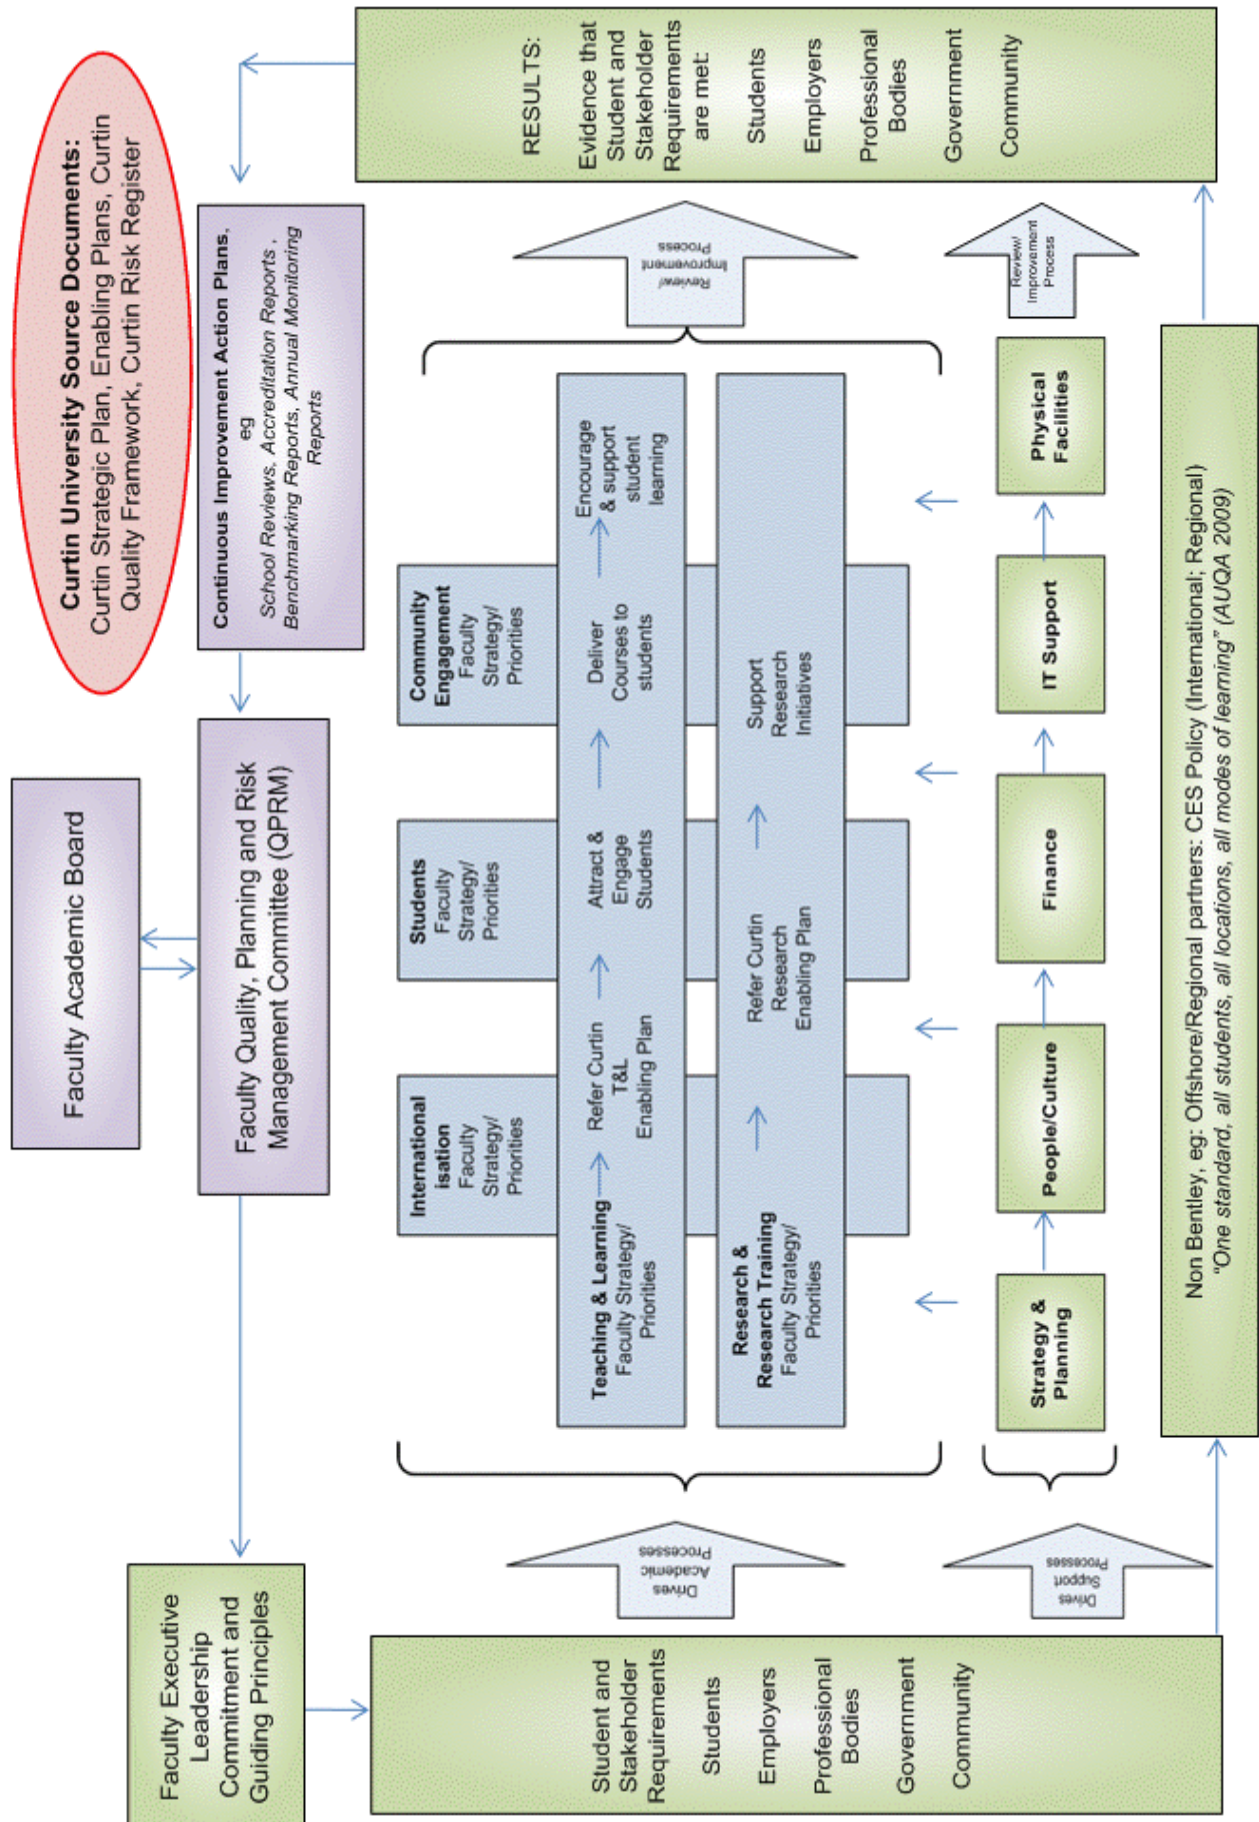 Curtin University Source Documents:
Curtin Strategic Plan, Enabling Plans, Curtin
Quality Framework, Curtin Risk Register
Faculty Academic Board
Faculty Executive
Leadership
Commitment and
Guiding Principles
Faculty Quality, Planning and Risk
Management Committee (QPRM)
Continuous Improvement Action Plans,
eg
School Reviews, Accreditation Reports ,
Benchmarking Reports, Annual Monitoring
Reports
Student and
Stakeholder
Requirements
Students
Employers
Professional
Bodies
Government
Community
Drives
Academic
Processes
Drives
Support
Processes
International
isation
Faculty
Strategy/
Priorities
Students
Faculty
Strategy/
Priorities
Community
Engagement
Faculty
Strategy/
Priorities
Teaching & Learning
Faculty Strategy/
Priorities
Refer Curtin
T&L
Enabling Plan
Attract &
Engage
Students
Deliver
Courses to
students
Encourage
& support
student
learning
Research &
Research Training
Faculty Strategy/
Priorities
Refer Curtin
Research
Enabling Plan
Support
Research
Initiatives
Strategy &
Planning
People/Culture
Finance
IT Support
Physical
Facilities
Review/
Improvement
Process
Review/
Improvement
Process
RESULTS:
Evidence that
Student and
Stakeholder
Requirements
are met:
Students
Employers
Professional
Bodies
Government
Community
Non Bentley, eg: Offshore/Regional partners: CES Policy (International; Regional)
“One standard, all students, all locations, all modes of learning” (AUQA 2009)